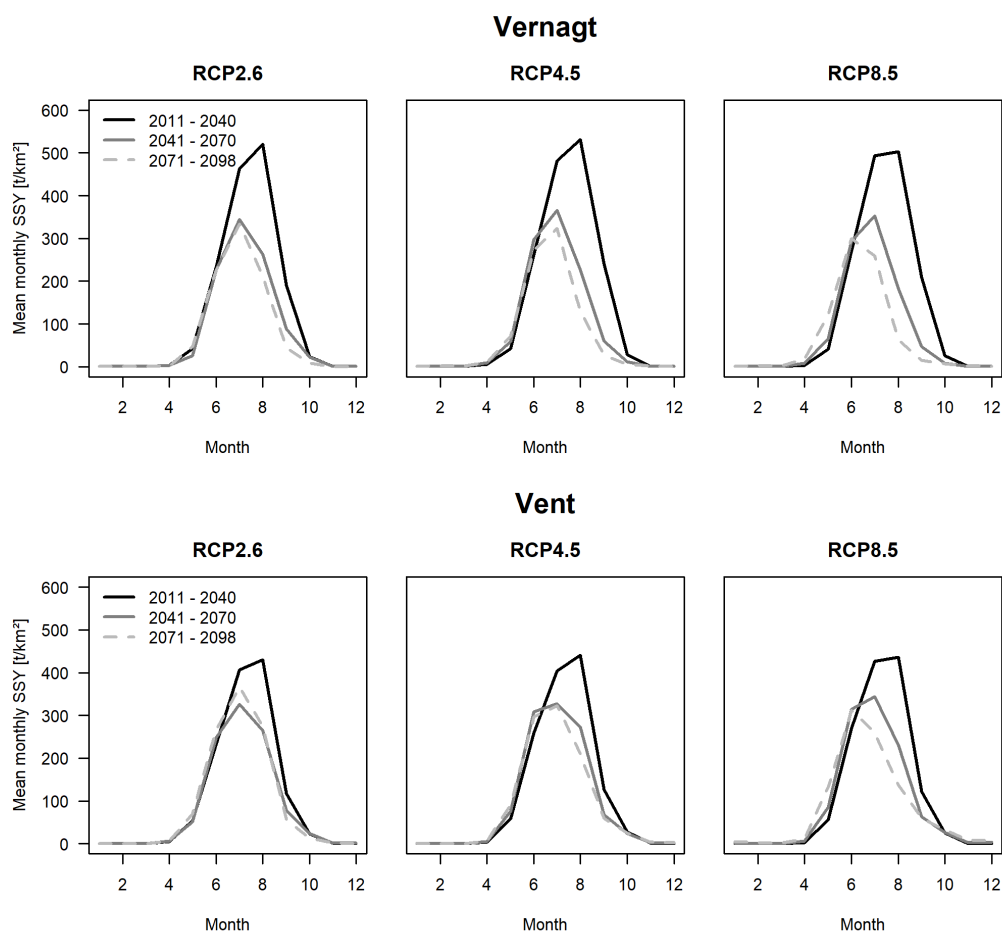 Vernagt
RCP2.6 RCP4.5 RCP8.5
Mean monthly SSY [t/km²]
600
500
400
300
200
100
0
2011 - 2040
2041 - 2070
2071 - 2098
2 4 6 8 10 12 2 4 6 8 10 12 2 4 6 8 10 12
Month Month Month
Vent
RCP2.6 RCP4.5 RCP8.5
Mean monthly SSY [t/km²]
600
500
400
300
200
100
0
2011 - 2040
2041 - 2070
2071 - 2098
2 4 6 8 10 12 2 4 6 8 10 12 2 4 6 8 10 12
Month Month Month